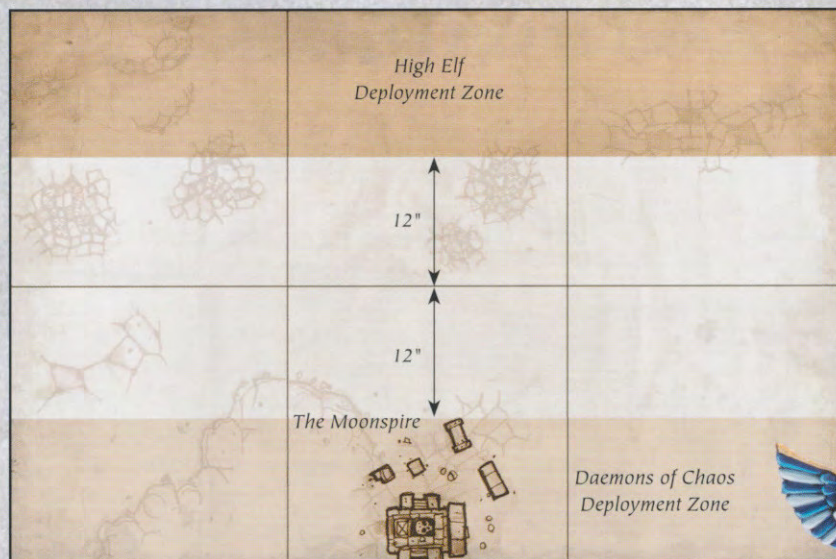 High Elf
Deployment Zone
12"
12"
The Moonspire
Daemons of Chaos
Deployment Zone